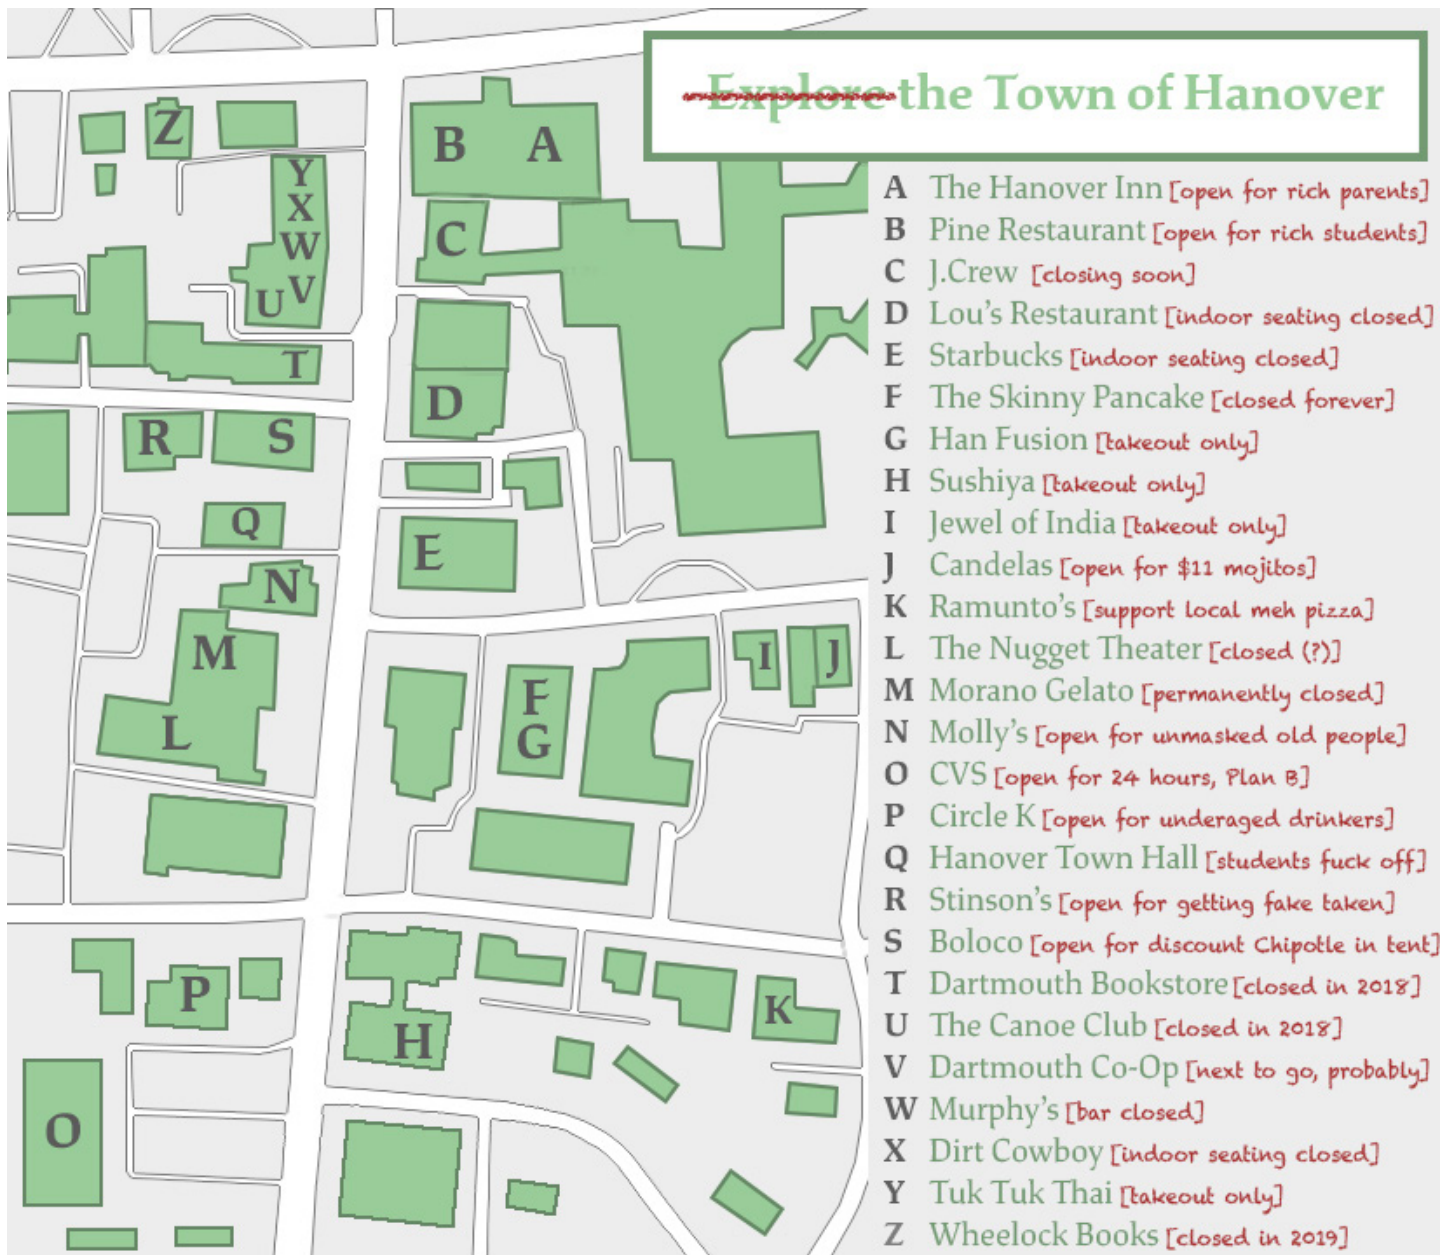 Explore the Town of Hanover
A The Hanover Inn [open for rich parents]
B Pine Restaurant [open for rich students]
C J.Crew [closing soon]
D Lou's Restaurant [indoor seating closed]
E Starbucks [indoor seating closed]
F The Skinny Pancake [closed forever]
G Han Fusion [takeout only]
H Sushiya [takeout only]
I Jewel of India [takeout only]
J Candelas [open for $11 mojitos]
K Ramunto's [support local meh pizza]
L The Nugget Theater [closed (?)]
M Morano Gelato [permanently closed]
N Molly's [open for unmasked old people]
O CVS [open for 24 hours, Plan B]
P Circle K [open for underaged drinkers]
Q Hanover Town Hall [students fuck off]
R Stinson's [open for getting fake taken]
S Boloco [open for discount Chipotle in tent]
T Dartmouth Bookstore [closed in 2018]
U The Canoe Club [closed in 2018]
V Dartmouth Co-Op [next to go, probably]
W Murphy's [bar closed]
X Dirt Cowboy [indoor seating closed]
Y Tuk Tuk Thai [takeout only]
Z Wheelock Books [closed in 2019]
Z
B A
Y
X
W
U V
C
T
D
R S
Q
E
N
M
L
I J
F
G
P
H
K
O